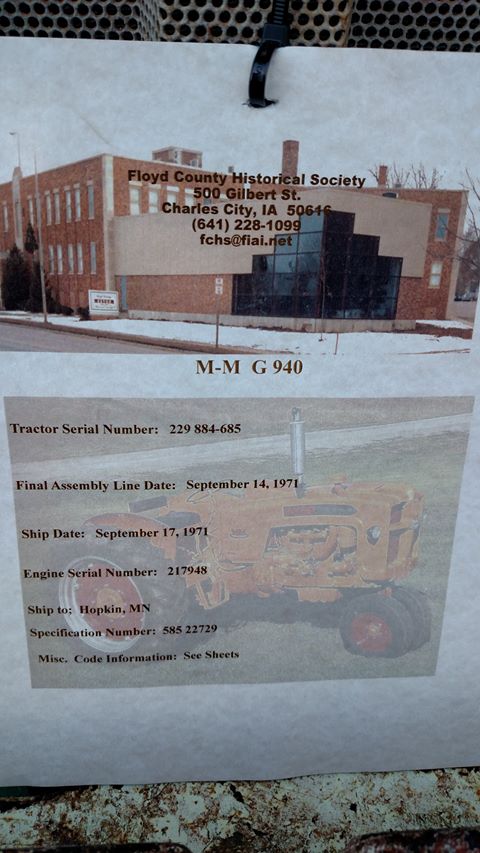 Floyd County Historical Society
500 Gilbert St.
Charles City, IA 50616
(641) 228-1099
fchs@fiai.net
M-M G 940
Tractor Serial Number: 229 884-685
Final Assembly Line Date: September 14, 1971
Ship Date: September 17, 1971
Engine Serial Number: 217948
Ship to: Hopkin, MN
Specification Number: 585 22729
Misc. Code Information: See Sheets